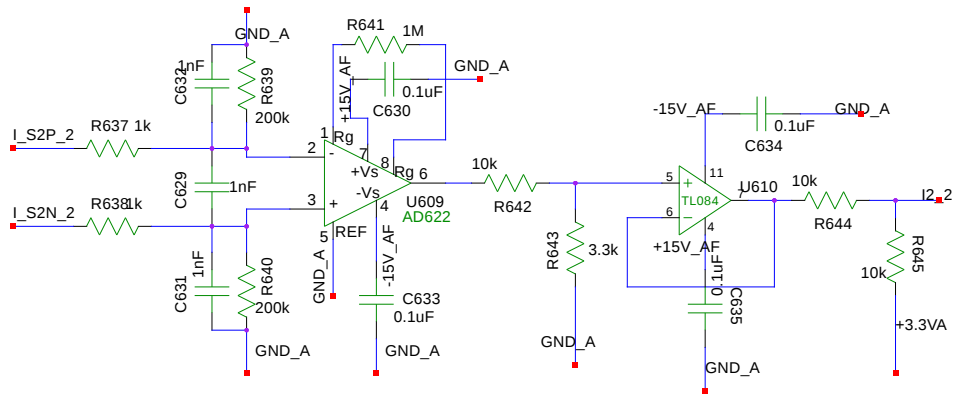 GND_A
R641
1M
1nF
C632
R639
200k
+15V_AF
C630
0.1uF
GND_A
-15V_AF
C634
0.1uF
GND_A
I_S2P_2
R637 1k
1
Rg
2
-
7
+Vs
8
Rg
6
-Vs
4
3
+
REF
5
U609
AD622
C629
1nF
I_S2N_2
R638
1k
10k
R642
5
+
6
−
TL084
11
7
4
U610
+15V_AF
10k
R644
I2_2
R645
10k
+3.3VA
R643
3.3k
GND_A
1nF
C631
R640
200k
GND_A
GND_A
-15V_AF
C633
0.1uF
GND_A
0.1uF
C635
GND_A